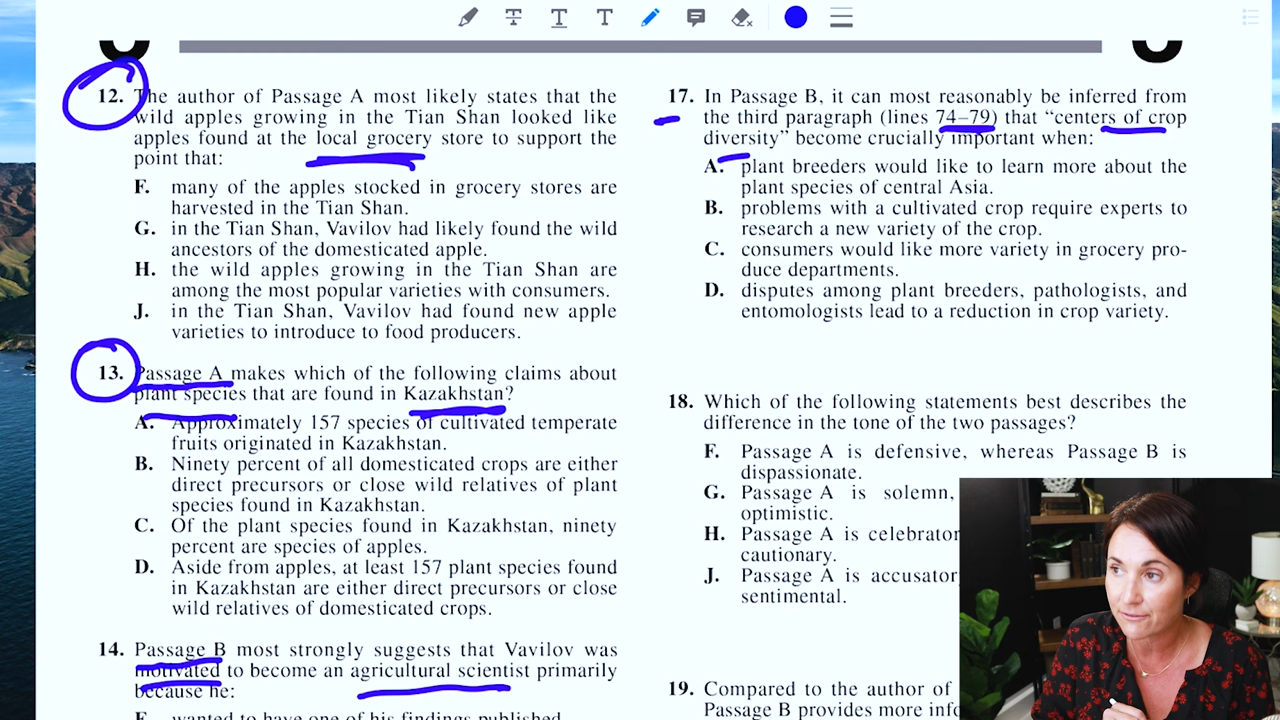 12. The author of Passage A most likely states that the
wild apples growing in the Tian Shan looked like
apples found at the local grocery store to support the
point that:
F. many of the apples stocked in grocery stores are
harvested in the Tian Shan.
G. in the Tian Shan, Vavilov had likely found the wild
ancestors of the domesticated apple.
H. the wild apples growing in the Tian Shan are
among the most popular varieties with consumers.
J. in the Tian Shan, Vavilov had found new apple
varieties to introduce to food producers.
13. Passage A makes which of the following claims about
plant species that are found in Kazakhstan?
A. Approximately 157 species of cultivated temperate
fruits originated in Kazakhstan.
B. Ninety percent of all domesticated crops are either
direct precursors or close wild relatives of plant
species found in Kazakhstan.
C. Of the plant species found in Kazakhstan, ninety
percent are species of apples.
D. Aside from apples, at least 157 plant species found
in Kazakhstan are either direct precursors or close
wild relatives of domesticated crops.
14. Passage B most strongly suggests that Vavilov was
motivated to become an agricultural scientist primarily
because he:
F. wanted to have one of his findings published
17. In Passage B, it can most reasonably be inferred from
the third paragraph (lines 74–79) that “centers of crop
diversity” become crucially important when:
A. plant breeders would like to learn more about the
plant species of central Asia.
B. problems with a cultivated crop require experts to
research a new variety of the crop.
C. consumers would like more variety in grocery pro-
duce departments.
D. disputes among plant breeders, pathologists, and
entomologists lead to a reduction in crop variety.
18. Which of the following statements best describes the
difference in the tone of the two passages?
F. Passage A is defensive, whereas Passage B is
dispassionate.
G. Passage A is solemn,
optimistic.
H. Passage A is celebrator
cautionary.
J. Passage A is accusator
sentimental.
19. Compared to the author of
Passage B provides more info